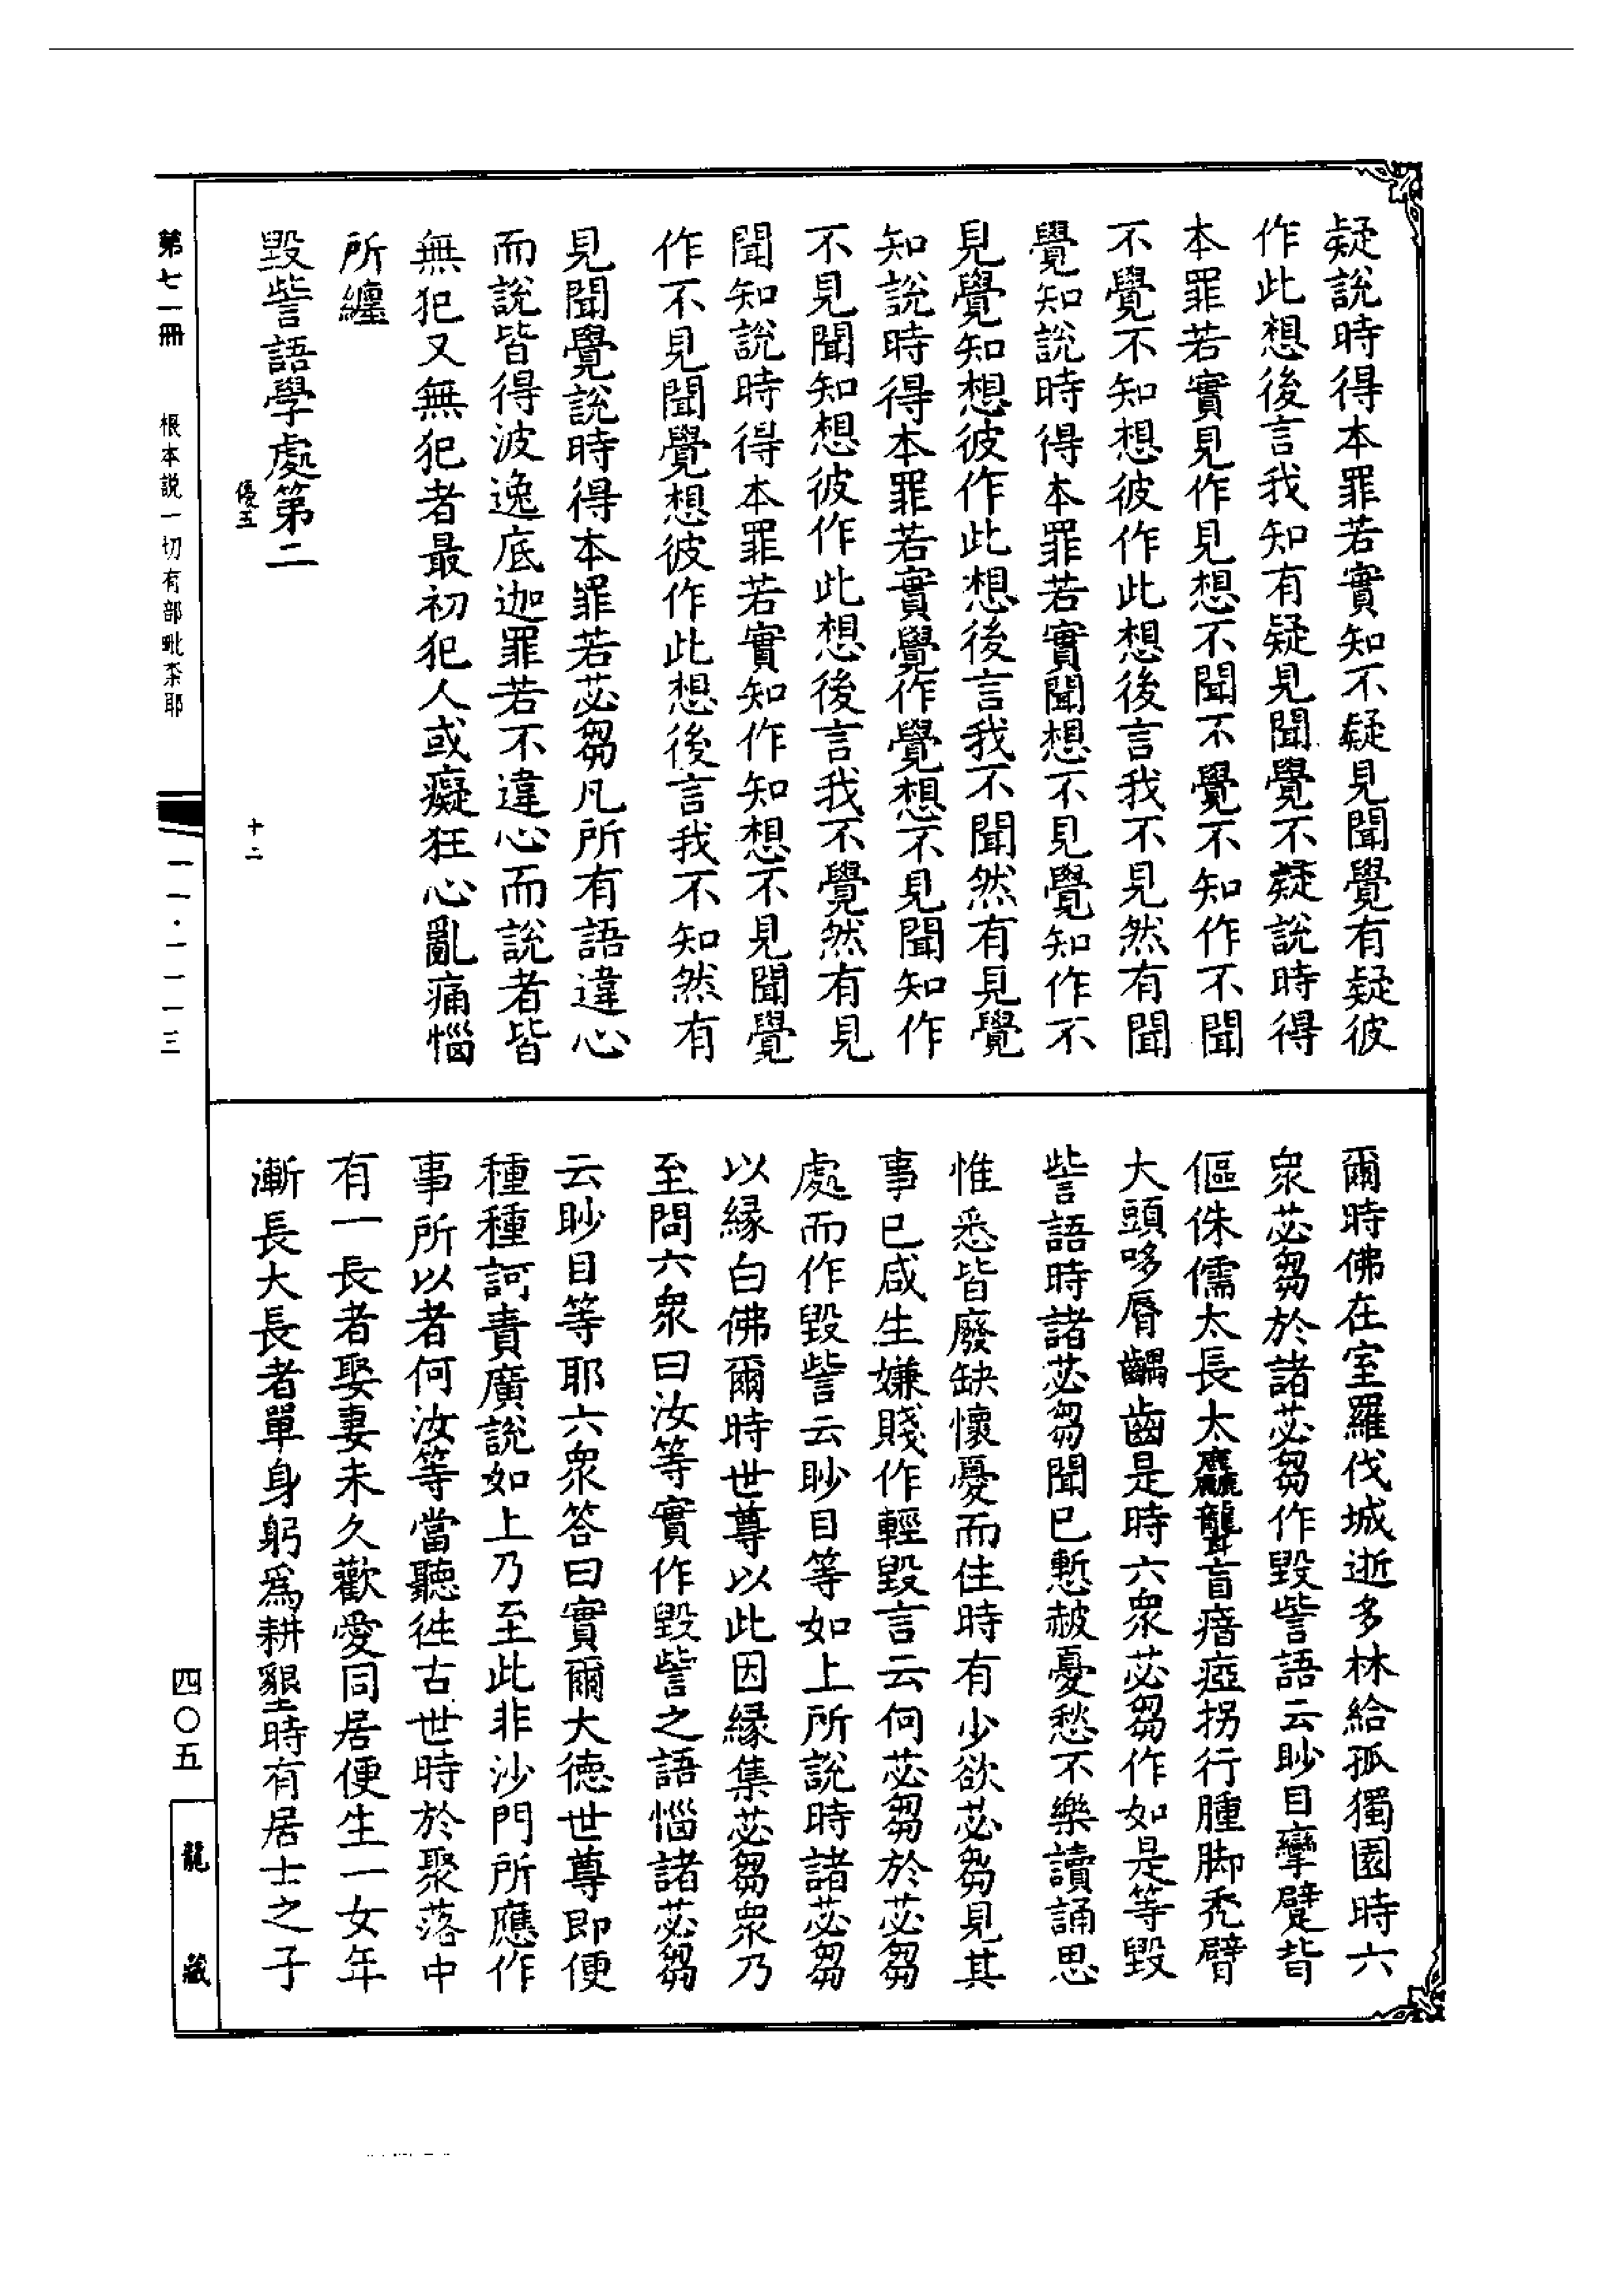 疑說時得本罪若實知不疑見聞覺有疑彼
作此想後言我知有疑見聞覺不疑說時得
本罪若實見作見想不聞不覺不知作不聞
不覺不知想彼作此想後言我不見然有聞
覺知說時得本罪若實聞想不見覺知作不
見覺知想彼作此想後言我不聞然有見覺
知說時得本罪若實覺作覺想不見聞知作
不見聞知想彼作此想後言我不覺然有見
聞知說時得本罪若實知作知想不見聞覺
作不見聞覺想彼作此想後言我不知然有
見聞覺說時得本罪若苾芻凡所有語違心
而說皆得波逸底迦罪若不違心而說者皆
無犯又無犯者最初犯人或癡狂心亂痛惱
所纏
毀訾語學處第二
優五
十二
爾時佛在室羅伐城逝多林給孤獨園時六
眾苾芻於諸苾芻作毀訾語云眇目攣躄背
傴侏儒太長太麤聾盲瘖瘂拐行腫脚禿臂
大頭哆脣齵齒是時六眾苾芻作如是等毀
訾語時諸苾芻聞已慙赧憂愁不樂讀誦思
惟悉皆廢缺懷憂而住時有少欲苾芻見其
事已咸生嫌賤作輕毀言云何苾芻於苾芻
處而作毀訾云眇目等如上所說時諸苾芻
以緣白佛爾時世尊以此因緣集苾芻眾乃
至問六眾曰汝等實作毀訾之語惱諸苾芻
云眇目等耶六眾答曰實爾大德世尊即便
種種訶責廣說如上乃至此非沙門所應作
事所以者何汝等當聽徃古世時於聚落中
有一長者娶妻未久歡愛同居便生一女年
漸長大長者單身躬爲耕墾時有居士之子
第七一冊
根本説一切有部毗柰耶
一一·一一一三
四〇五
龍藏